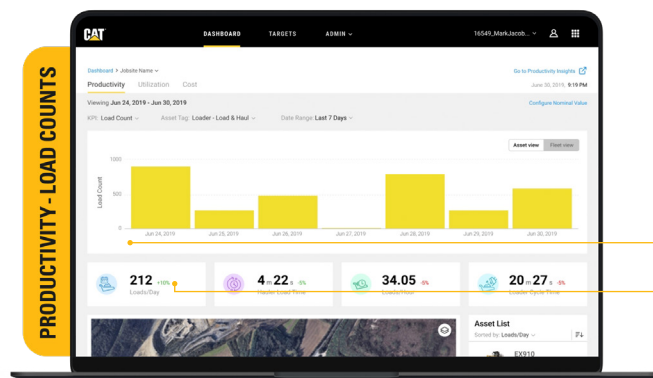 PRODUCTIVITY - LOAD COUNTS
CAT
DASHBOARD TARGETS ADMIN
16549_MarkJacob...
Dashboard > Jobsite Name
Go to Productivity Insights
Productivity Utilization Cost
June 30, 2019, 9:19 PM
Viewing Jun 24, 2019 - Jun 30, 2019
Configure Nominal Value
KPI: Load Count Asset Tag: Loader - Load & Haul Date Range: Last 7 Days
Asset view Fleet view
Load Count
1000
500
0
Jun 24, 2019 Jun 25, 2019 Jun 26, 2019 Jun 27, 2019 Jun 28, 2019 Jun 29, 2019 Jun 30, 2019
212 +10%
Loads/Day
4 m 22 s -5%
Hauler Load Time
34.05 -5%
Loads/Hour
20 m 27 s -5%
Loader Cycle Time
Asset List
Sorted by: Loads/Day
EX910